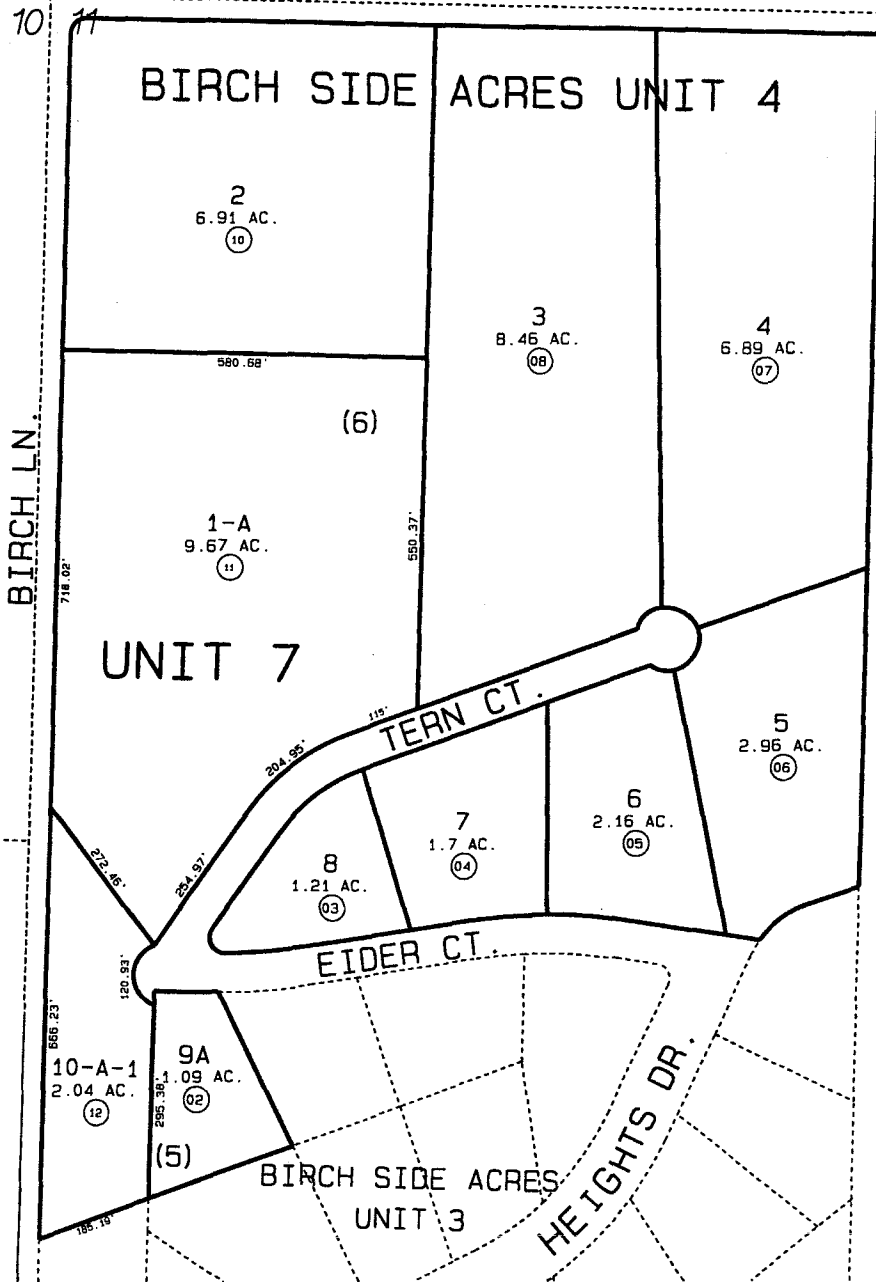 10 11
BIRCH SIDE ACRES UNIT 4
2
6.91 AC.
10
3
8.46 AC.
08
4
6.89 AC.
07
580.68'
(6)
BIRCH LN.
1-A
9.67 AC.
11
550.37'
718.02'
UNIT 7
115'
TERN CT.
204.95'
5
2.96 AC.
06
6
2.16 AC.
05
7
1.7 AC.
04
8
1.21 AC.
03
272.46'
254.97'
EIDER CT.
120.93'
666.23'
10-A-1
2.04 AC.
12
9A
1.09 AC.
02
295.38'
(5)
HEIGHTS DR.
BIRCH SIDE ACRES
UNIT 3
185.19'